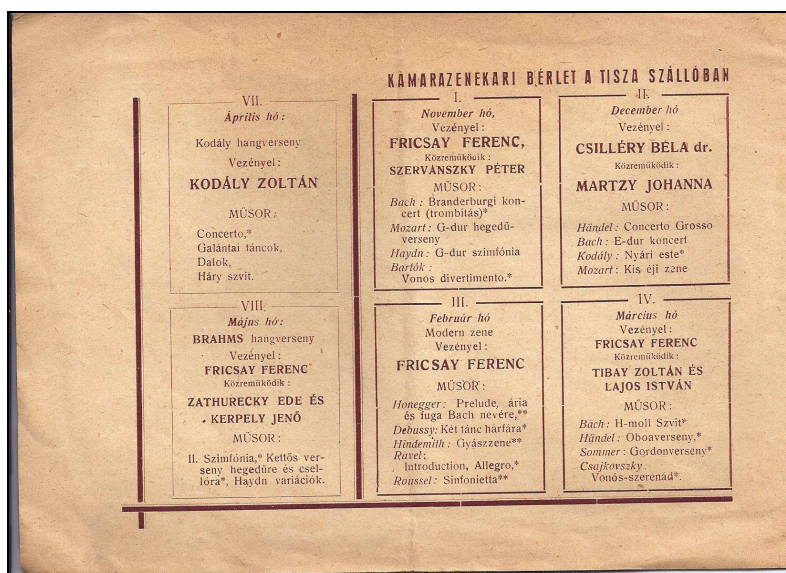 KAMARAZENEKARI BÉRLET A TISZA SZÁLLÓBAN
VII.
Április hó:
Kodály hangverseny
Vezényel:
KODÁLY ZOLTÁN
MŰSOR:
Concerto,*
Galántai táncok,
Dalok,
Háry szvit.
VIII.
Május hó:
BRAHMS hangverseny
Vezényel:
FRICSAY FERENC
Közreműködik:
ZATHURECKY EDE ÉS
KERPELY JENŐ
MŰSOR:
II. Szimfónia,* Kettős ver-
seny hegedűre és csel-
lóra*, Haydn variációk.
I.
November hó,
Vezényel:
FRICSAY FERENC,
Közreműködik:
SZERVÁNSZKY PÉTER
MŰSOR:
Bach: Branderburgi kon-
cert (trombitás)*
Mozart: G-dur hegedű-
verseny
Haydn: G-dur szimfónia
Bartók:
Vonós divertimento.*
II.
December hó
Vezényel:
CSILLÉRY BÉLA dr.
Közreműködik:
MARTZY JOHANNA
MŰSOR:
Händel: Concerto Grosso
Bach: E-dur koncert
Kodály: Nyári este*
Mozart: Kis éji zene
III.
Február hó
Modern zene
Vezényel:
FRICSAY FERENC
MŰSOR:
Honegger: Prelude, ária
és fuga Bach nevére,**
Debussy: Két tánc hárfára*
Hindemith: Gyászzene**
Ravel:
Introduction, Allegro,*
Roussel: Sinfonietta**
IV.
Március hó
Vezényel:
FRICSAY FERENC
Közreműködik:
TIBAY ZOLTÁN ÉS
LAJOS ISTVÁN
MŰSOR:
Bach: H-moll Szvit*
Händel: Oboaverseny,*
Sommer: Gordonverseny*
Csajkovszky:
Vonós-szerenád*.